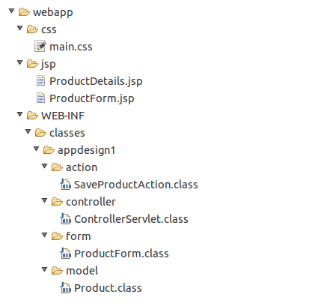 webapp
css
main.css
jsp
ProductDetails.jsp
ProductForm.jsp
WEB-INF
classes
appdesign1
action
SaveProductAction.class
controller
ControllerServlet.class
form
ProductForm.class
model
Product.class